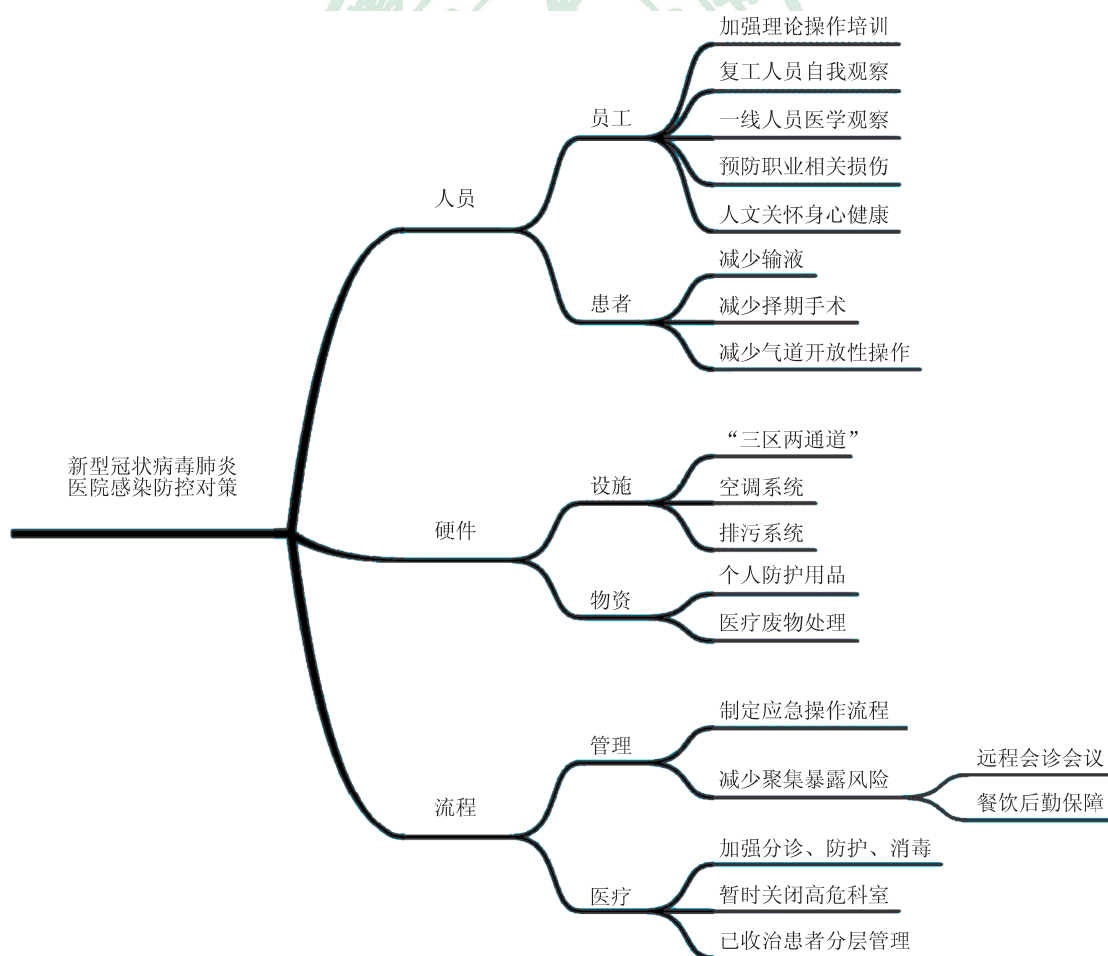 新型冠状病毒肺炎
医院感染防控对策
人员
员工
加强理论操作培训
复工人员自我观察
一线人员医学观察
预防职业相关损伤
人文关怀身心健康
患者
减少输液
减少择期手术
减少气道开放性操作
硬件
设施
“三区两通道”
空调系统
排污系统
物资
个人防护用品
医疗废物处理
流程
管理
制定应急操作流程
减少聚集暴露风险
远程会诊会议
餐饮后勤保障
医疗
加强分诊、防护、消毒
暂时关闭高危科室
已收治患者分层管理